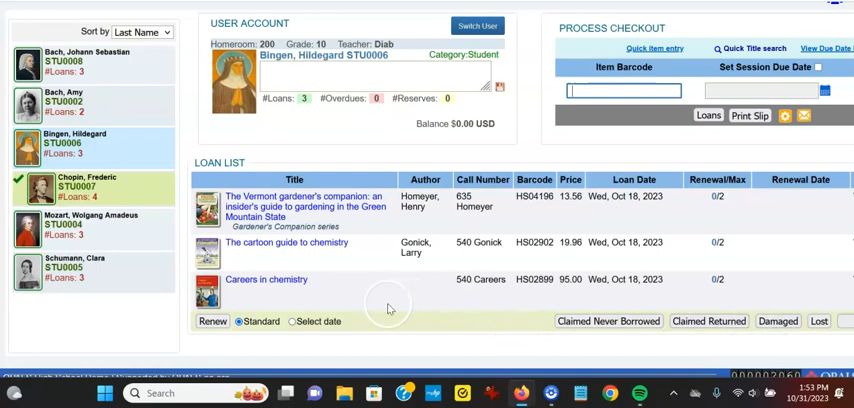 Sort by Last Name
Bach, Johann Sebastian
STU0008
#Loans: 3
Bach, Amy
STU0002
#Loans: 2
Bingen, Hildegard
STU0006
#Loans: 3
Chopin, Frederic
STU0007
#Loans: 4
Mozart, Wolgang Amadeus
STU0004
#Loans: 3
Schumann, Clara
STU0005
#Loans: 3
USER ACCOUNT
Switch User
Homeroom: 200 Grade: 10 Teacher: Diab
Bingen, Hildegard STU0006 Category:Student
#Loans: 3 #Overdues: 0 #Reserves: 0
Balance $0.00 USD
PROCESS CHECKOUT
Quick item entry Quick Title search View Due Date
Item Barcode Set Session Due Date
Loans Print Slip
LOAN LIST
Title Author Call Number Barcode Price Loan Date Renewal/Max Renewal Date
The Vermont gardener's companion: an insider's guide to gardening in the Green Mountain State
Gardener's Companion series
Homeyer, Henry
635 Homeyer
HS04196 13.56 Wed, Oct 18, 2023 0/2
The cartoon guide to chemistry Gonick, Larry 540 Gonick HS02902 19.96 Wed, Oct 18, 2023 0/2
Careers in chemistry 540 Careers HS02899 95.00 Wed, Oct 18, 2023 0/2
Renew Standard Select date Claimed Never Borrowed Claimed Returned Damaged Lost
Search
1:53 PM
10/31/2023